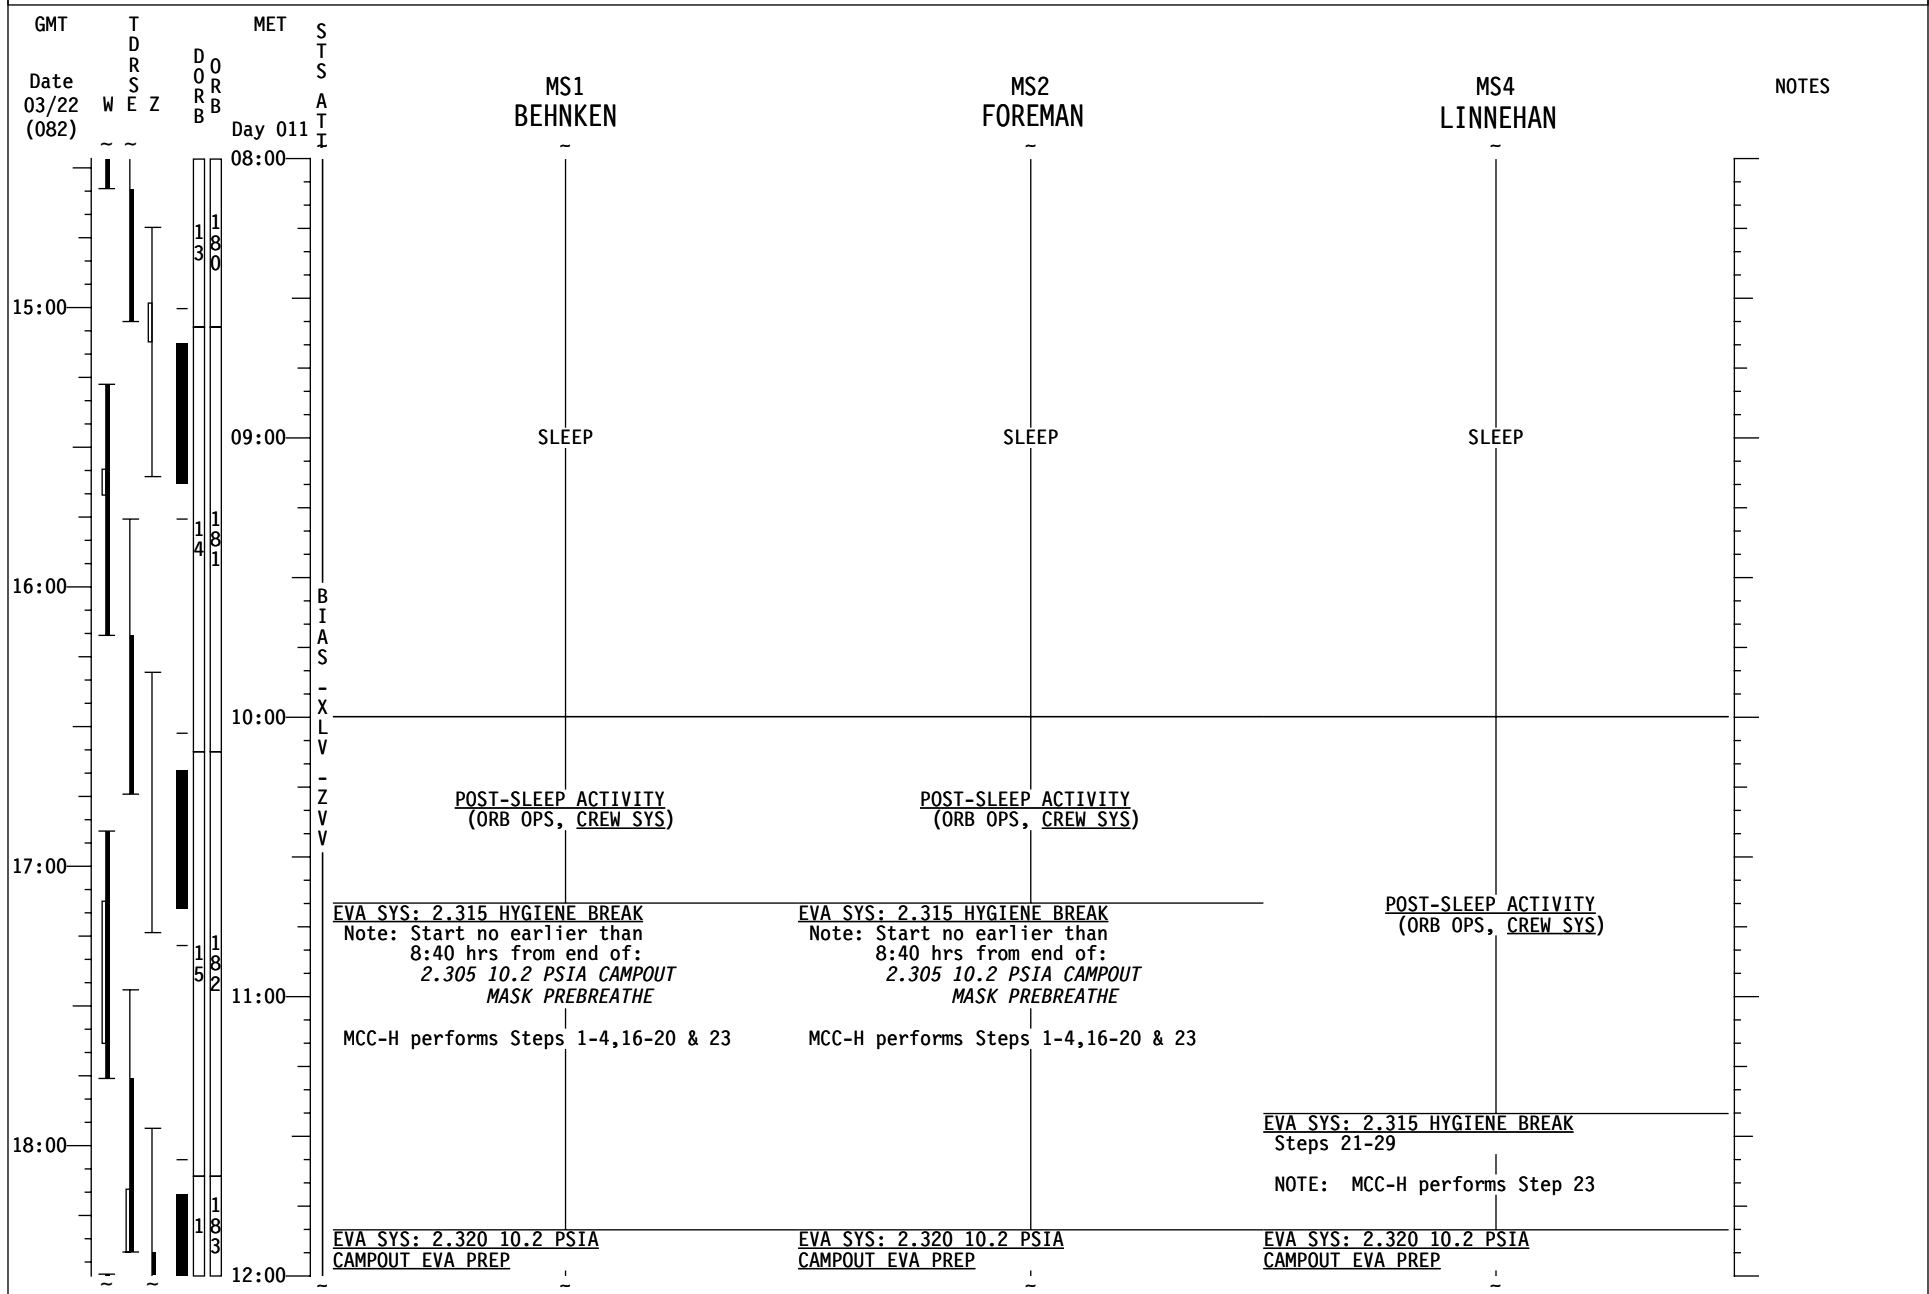 GMT
TDRS
MET
STS ATT
DORB
ORB
Date
03/22
(082)
W E Z
Day 011
MS1
BEHNKEN
MS2
FOREMAN
MS4
LINNEHAN
NOTES
~ ~
~ ~ ~
08:00
13
180
15:00
09:00
SLEEP SLEEP SLEEP
14
181
16:00
BIAS -XLV -ZVV
10:00
POST-SLEEP ACTIVITY
(ORB OPS, CREW SYS)
POST-SLEEP ACTIVITY
(ORB OPS, CREW SYS)
17:00
POST-SLEEP ACTIVITY
(ORB OPS, CREW SYS)
EVA SYS: 2.315 HYGIENE BREAK
Note: Start no earlier than
8:40 hrs from end of:
2.305 10.2 PSIA CAMPOUT
MASK PREBREATHE
MCC-H performs Steps 1-4,16-20 & 23
EVA SYS: 2.315 HYGIENE BREAK
Note: Start no earlier than
8:40 hrs from end of:
2.305 10.2 PSIA CAMPOUT
MASK PREBREATHE
MCC-H performs Steps 1-4,16-20 & 23
15
182
11:00
18:00
EVA SYS: 2.315 HYGIENE BREAK
Steps 21-29
NOTE: MCC-H performs Step 23
1
183
EVA SYS: 2.320 10.2 PSIA
CAMPOUT EVA PREP
EVA SYS: 2.320 10.2 PSIA
CAMPOUT EVA PREP
EVA SYS: 2.320 10.2 PSIA
CAMPOUT EVA PREP
12:00
~ ~ ~ ~ ~ ~